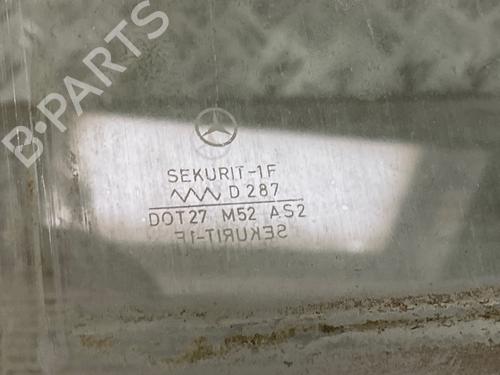 B-PARTS
SEKURIT-1F
D 287
DOT27 M52 AS2
SEKURIT-1F